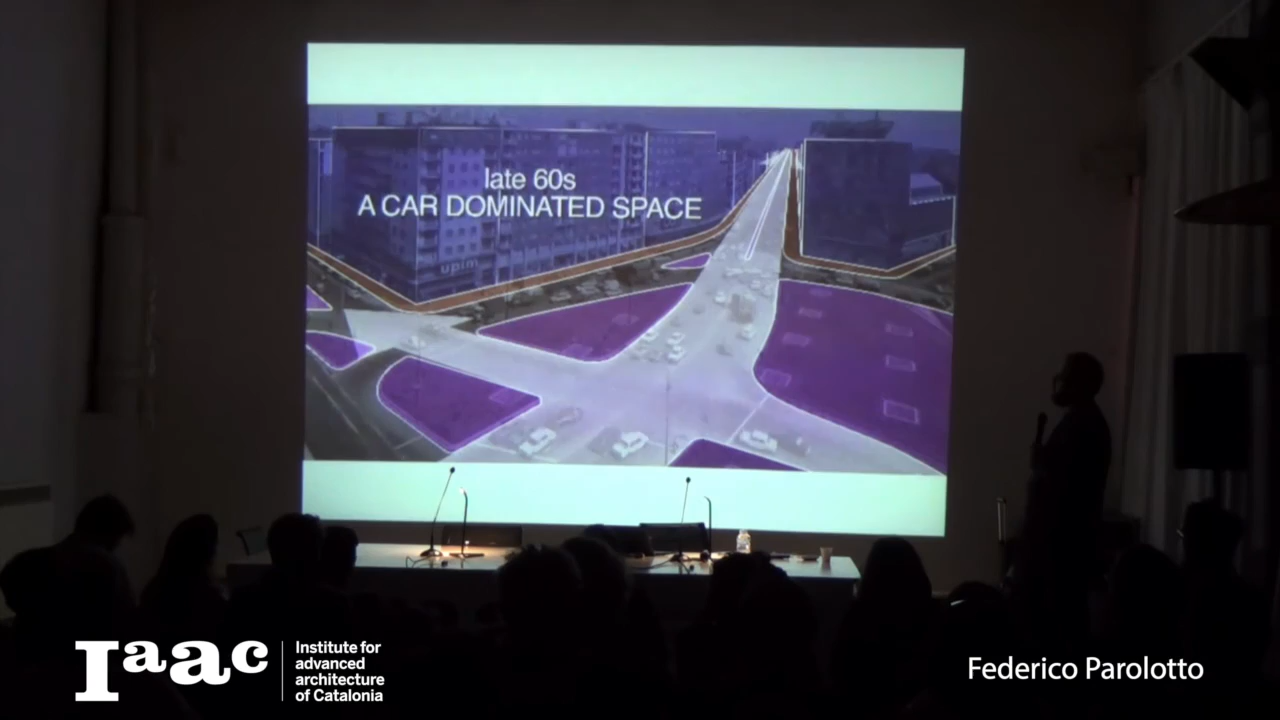 late 60s
A CAR DOMINATED SPACE
upim
Iaac
Institute for
advanced
architecture
of Catalonia
Federico Parolotto